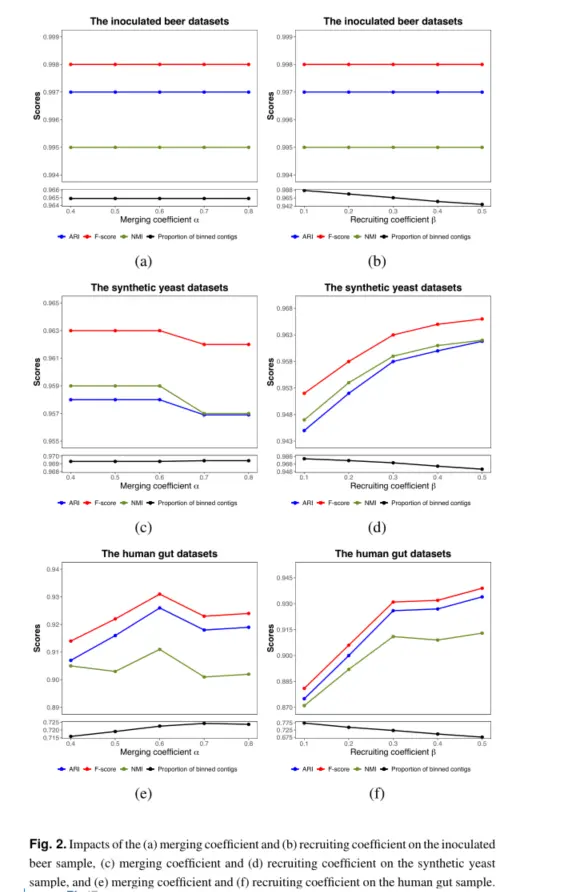 The inoculated beer datasets
0.999
0.998
0.997
0.996
0.995
0.994
Scores
0.966
0.965
0.964
0.4 0.5 0.6 0.7 0.8
Merging coefficient α
ARI F-score NMI Proportion of binned contigs
(a)
The inoculated beer datasets
0.999
0.998
0.997
0.996
0.995
0.994
Scores
0.988
0.965
0.942
0.1 0.2 0.3 0.4 0.5
Recruiting coefficient β
ARI F-score NMI Proportion of binned contigs
(b)
The synthetic yeast datasets
0.965
0.963
0.961
0.959
0.957
0.955
Scores
0.970
0.969
0.968
0.4 0.5 0.6 0.7 0.8
Merging coefficient α
ARI F-score NMI Proportion of binned contigs
(c)
The synthetic yeast datasets
0.968
0.963
0.958
0.953
0.948
0.943
Scores
0.986
0.966
0.946
0.1 0.2 0.3 0.4 0.5
Recruiting coefficient β
ARI F-score NMI Proportion of binned contigs
(d)
The human gut datasets
0.94
0.93
0.92
0.91
0.90
0.89
Scores
0.725
0.720
0.715
0.4 0.5 0.6 0.7 0.8
Merging coefficient α
ARI F-score NMI Proportion of binned contigs
(e)
The human gut datasets
0.945
0.930
0.915
0.900
0.885
0.870
Scores
0.775
0.725
0.675
0.1 0.2 0.3 0.4 0.5
Recruiting coefficient β
ARI F-score NMI Proportion of binned contigs
(f)
Fig. 2. Impacts of the (a) merging coefficient and (b) recruiting coefficient on the inoculated
beer sample, (c) merging coefficient and (d) recruiting coefficient on the synthetic yeast
sample, and (e) merging coefficient and (f) recruiting coefficient on the human gut sample.